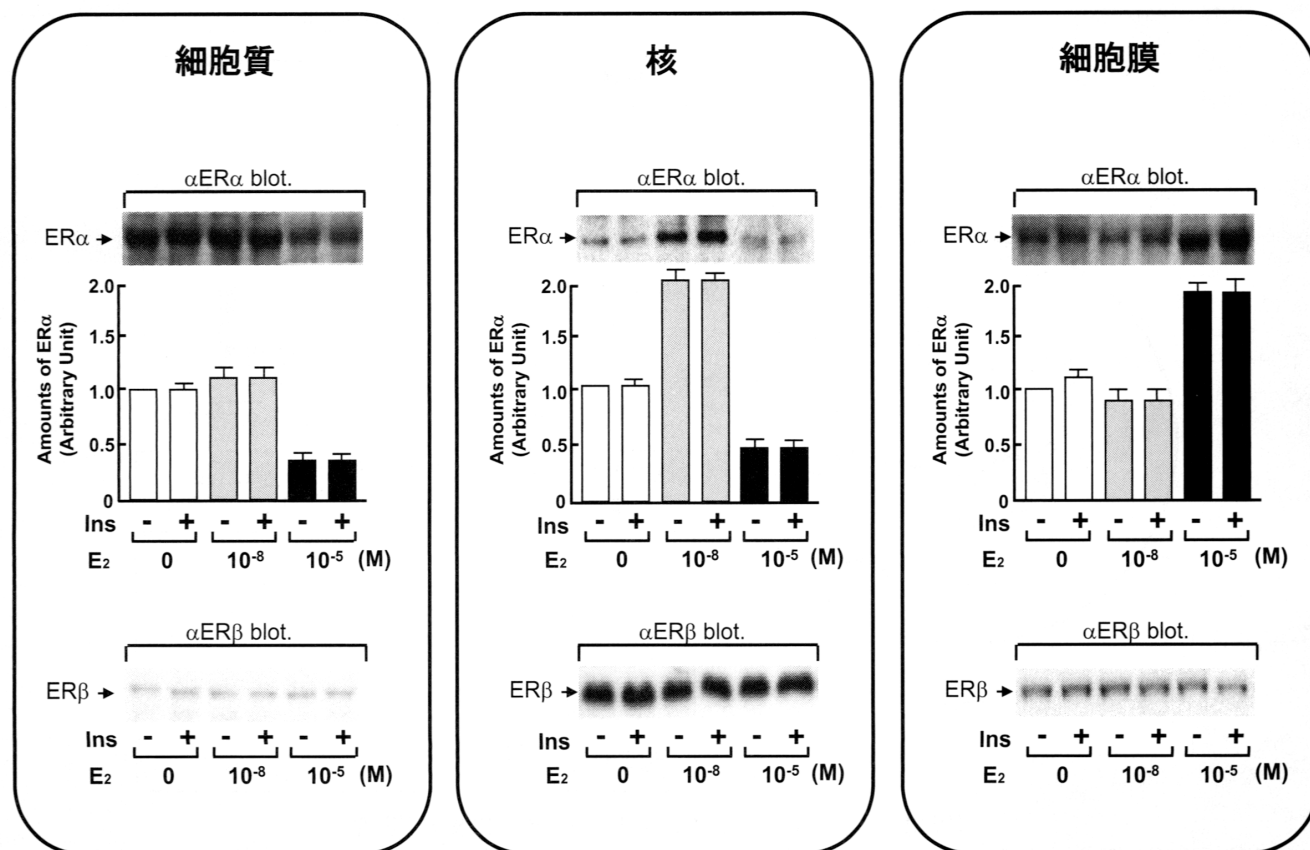 細胞質
αERα blot.
ERα
2.0
1.5
1.0
0.5
0
Amounts of ERα
(Arbitrary Unit)
Ins - + - + - +
E2 0 10-8 10-5 (M)
αERβ blot.
ERβ
Ins - + - + - +
E2 0 10-8 10-5 (M)
核
αERα blot.
ERα
2.0
1.5
1.0
0.5
0
Amounts of ERα
(Arbitrary Unit)
Ins - + - + - +
E2 0 10-8 10-5 (M)
αERβ blot.
ERβ
Ins - + - + - +
E2 0 10-8 10-5 (M)
細胞膜
αERα blot.
ERα
2.0
1.5
1.0
0.5
0
Amounts of ERα
(Arbitrary Unit)
Ins - + - + - +
E2 0 10-8 10-5 (M)
αERβ blot.
ERβ
Ins - + - + - +
E2 0 10-8 10-5 (M)